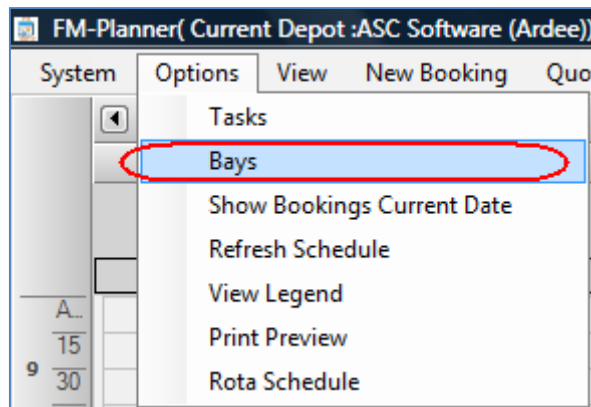 FM-Planner( Current Depot :ASC Software (Ardee))
System Options View New Booking Quo
Tasks
Bays
Show Bookings Current Date
Refresh Schedule
View Legend
Print Preview
Rota Schedule
A...
15
9 30